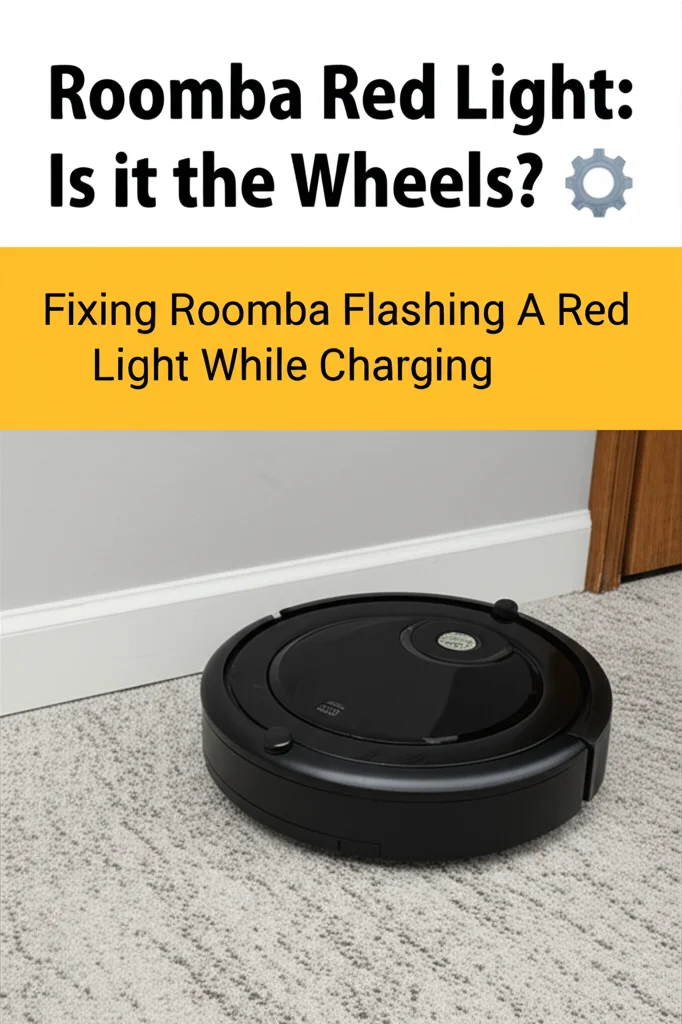 Roomba Red Light:
Is it the Wheels? ⚙
Fixing Roomba Flashing A Red
Light While Charging